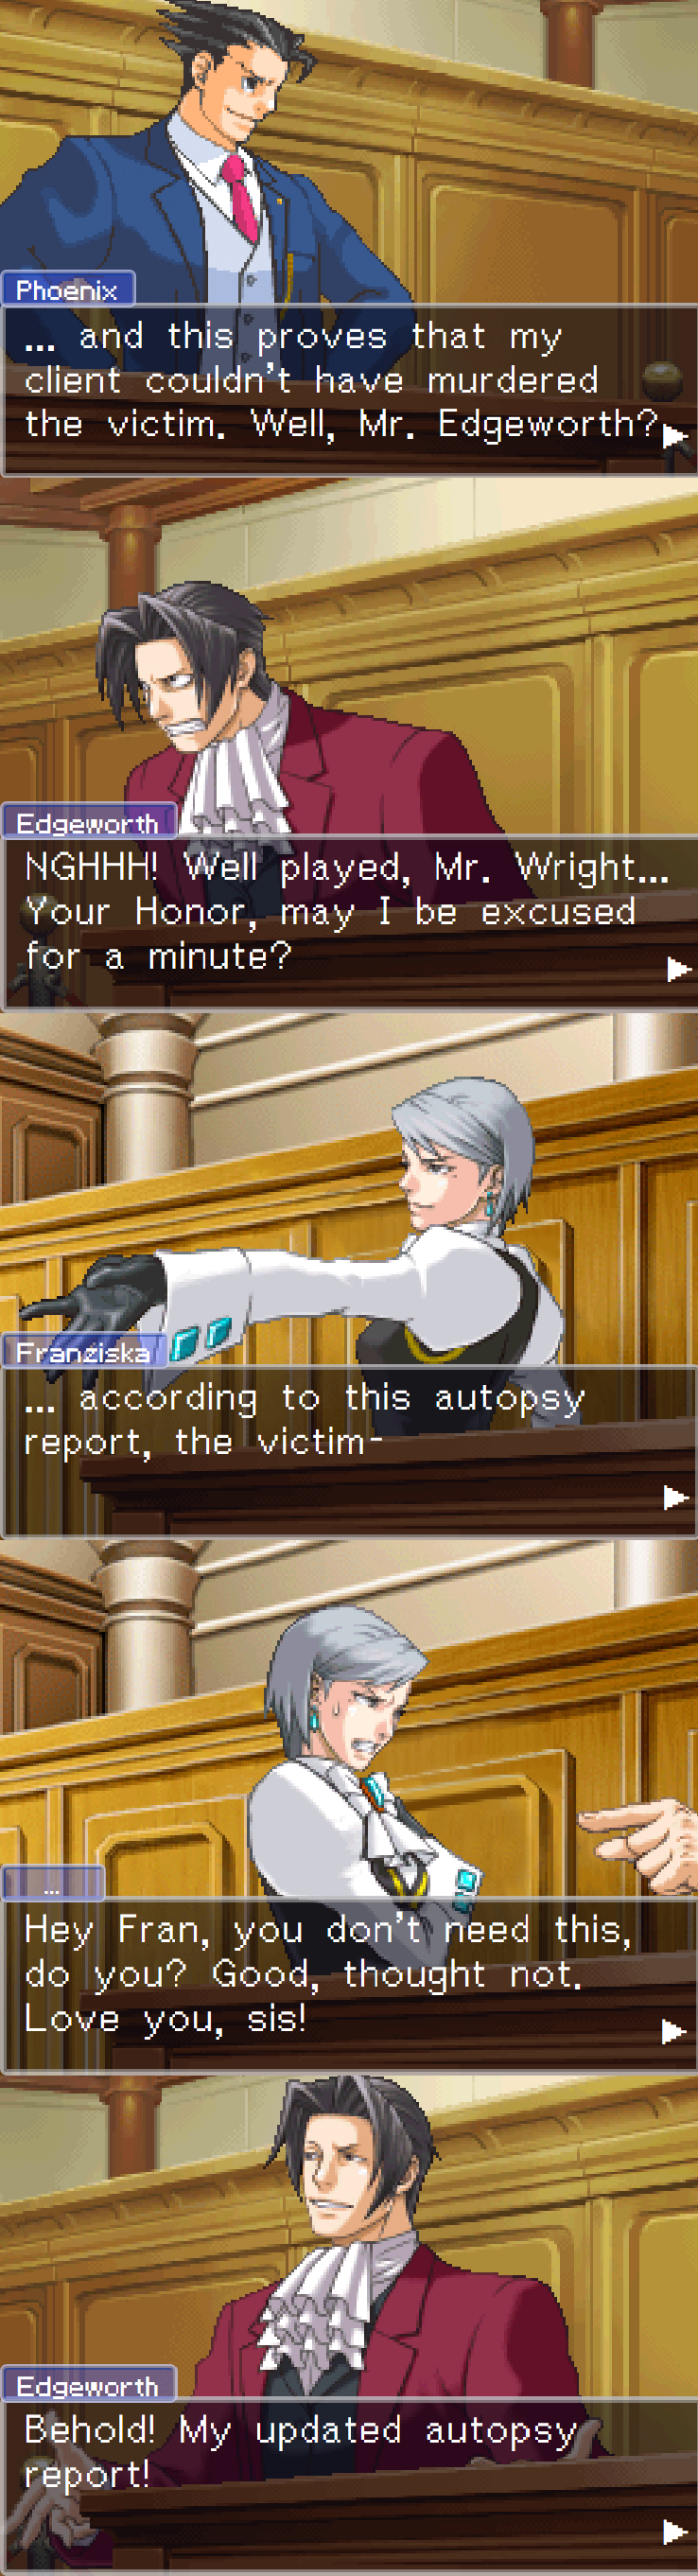 Phoenix
... and this proves that my
client couldn't have murdered
the victim. Well, Mr. Edgeworth?
Edgeworth
NGHHH! Well played, Mr. Wright...
Your Honor, may I be excused
for a minute?
Franziska
... according to this autopsy
report, the victim-
...
Hey Fran, you don't need this,
do you? Good, thought not.
Love you, sis!
Edgeworth
Behold! My updated autopsy
report!